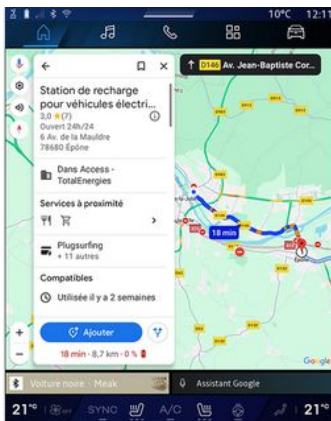 10°C 12:11
D146 Av. Jean-Baptiste Cor...
Station de recharge
pour véhicules électri...
3,0 ★ (7)
Ouvert 24h/24
6 Av. de la Mauldre
78680 Épône
Dans Access -
TotalEnergies
Services à proximité
Plugsurfing
+ 11 autres
Compatibles
Utilisée il y a 2 semaines
Ajouter
18 min · 8,7 km · 0 %
18 min
Épône
Google
Voiture noire · Meak
Assistant Google
21°
OFF
SYNC
A/C
21°